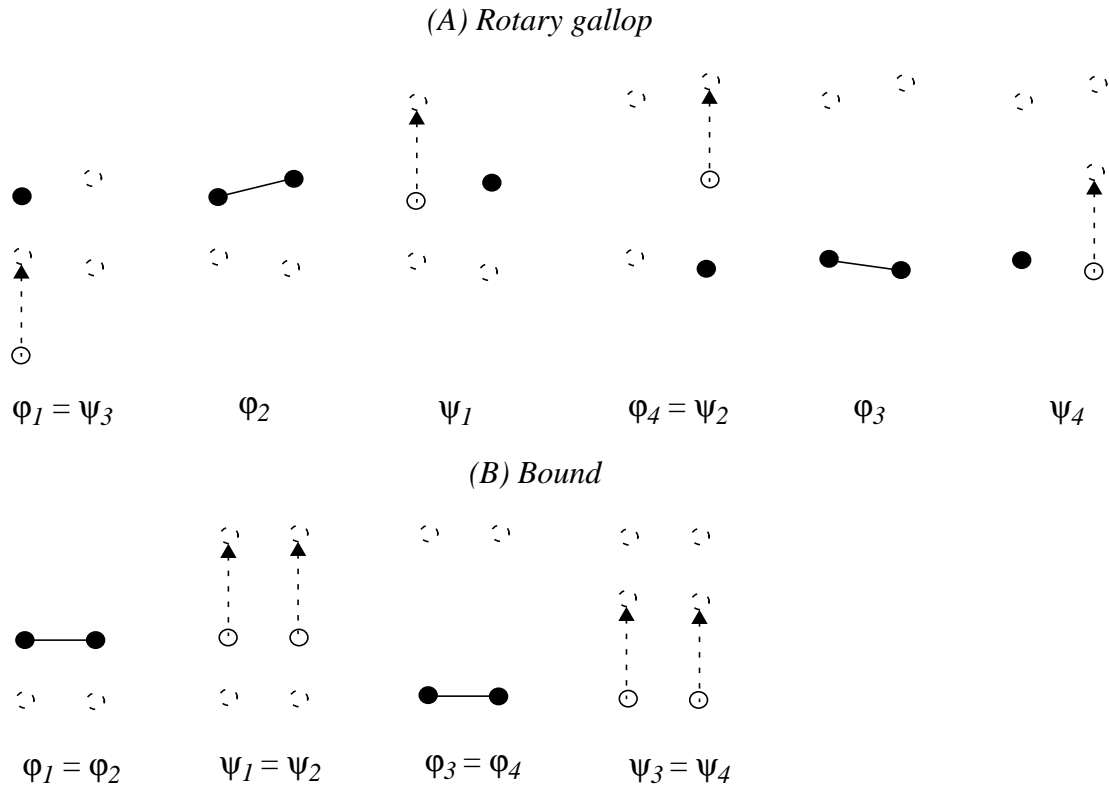 (A) Rotary gallop
φ1 = ψ3 φ2 ψ1 φ4 = ψ2 φ3 ψ4
(B) Bound
φ1 = φ2 ψ1 = ψ2 φ3 = φ4 ψ3 = ψ4